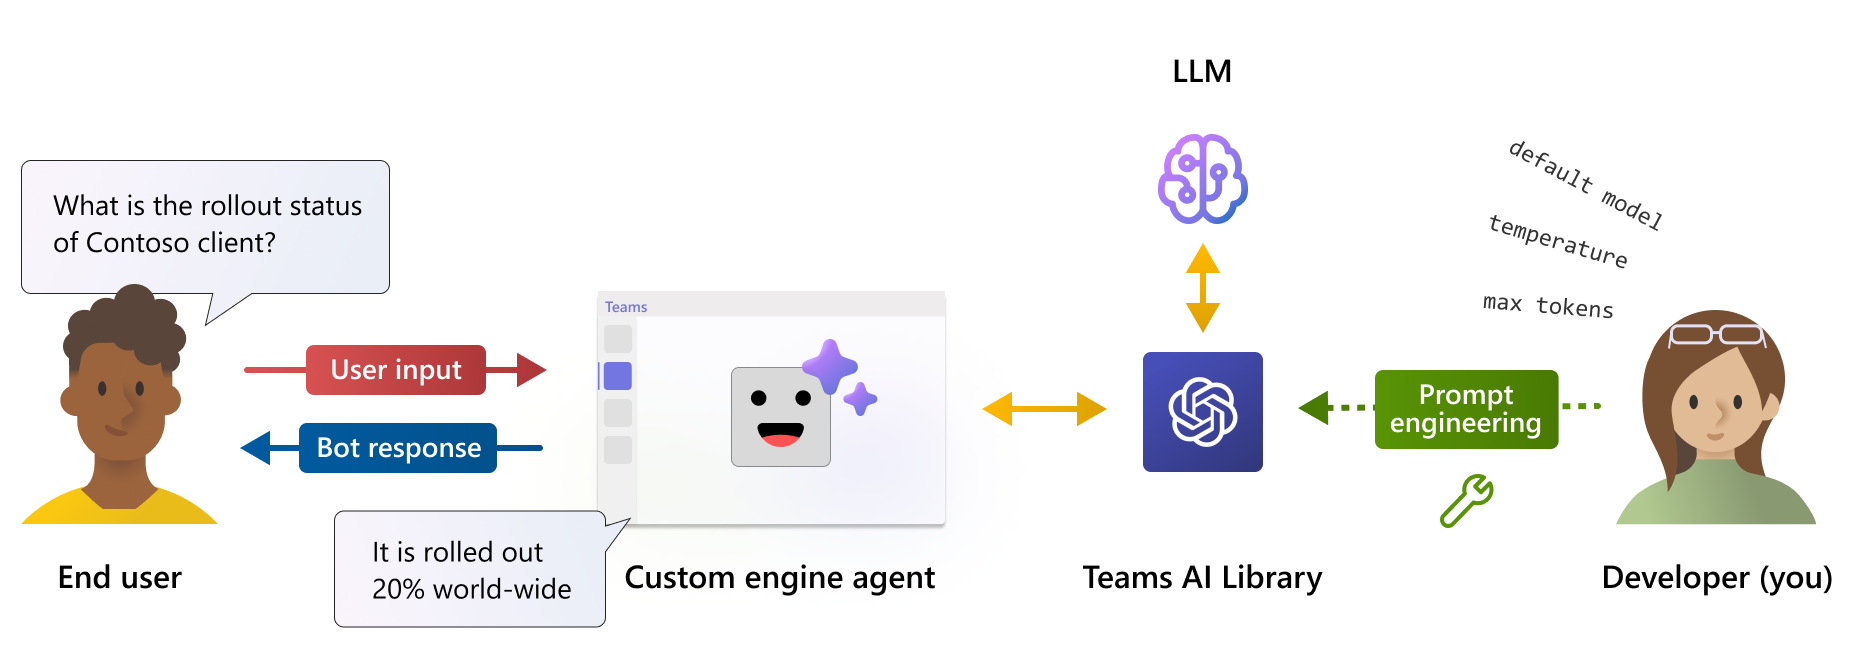 LLM
default model
temperature
max tokens
What is the rollout status
of Contoso client?
Teams
User input
Bot response
Prompt
engineering
It is rolled out
20% world-wide
End user
Custom engine agent
Teams AI Library
Developer (you)